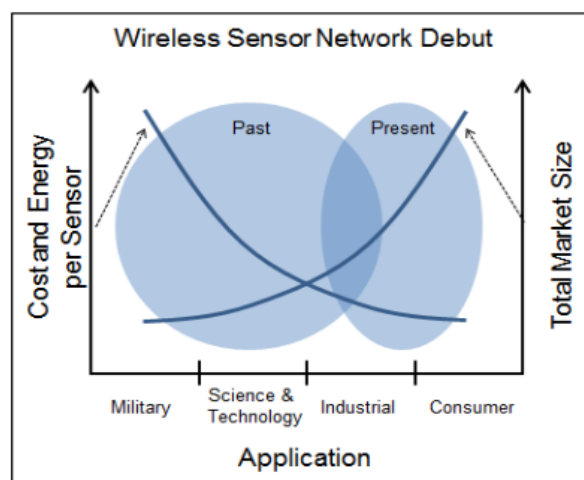 Wireless Sensor Network Debut
Past
Present
Cost and Energy
per Sensor
Total Market Size
Military
Science &
Technology
Industrial
Consumer
Application